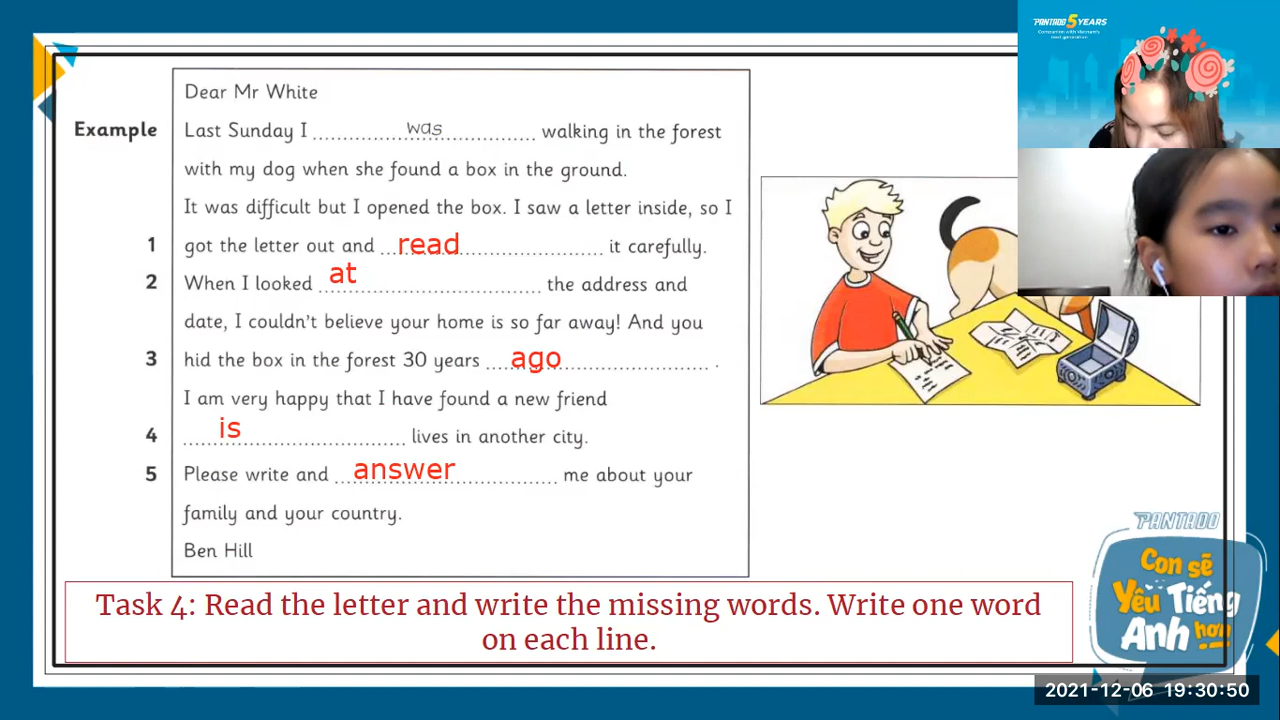 PANTADO 5 YEARS
Companion with Vietnam's
next generation
Dear Mr White
Example Last Sunday I was walking in the forest
with my dog when she found a box in the ground.
It was difficult but I opened the box. I saw a letter inside, so I
1 got the letter out and read it carefully.
2 When I looked at the address and
date, I couldn't believe your home is so far away! And you
3 hid the box in the forest 30 years ago .
I am very happy that I have found a new friend
4 is lives in another city.
5 Please write and answer me about your
family and your country.
Ben Hill
Task 4: Read the letter and write the missing words. Write one word
on each line.
PANTADO
Con sẽ
Yêu Tiếng
Anh hơn
2021-12-06 19:30:50